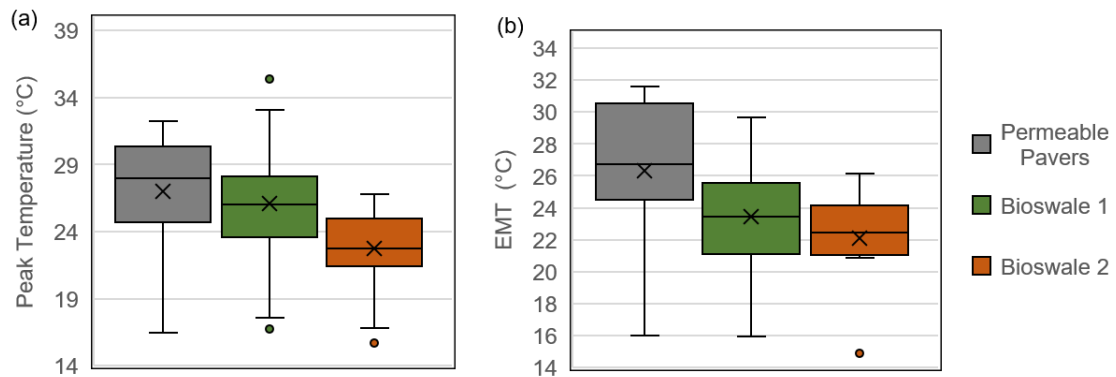 (a)
Peak Temperature (°C)
39
34
29
24
19
14
(b)
EMT (°C)
34
32
30
28
26
24
22
20
18
16
14
Permeable
Pavers
Bioswale 1
Bioswale 2